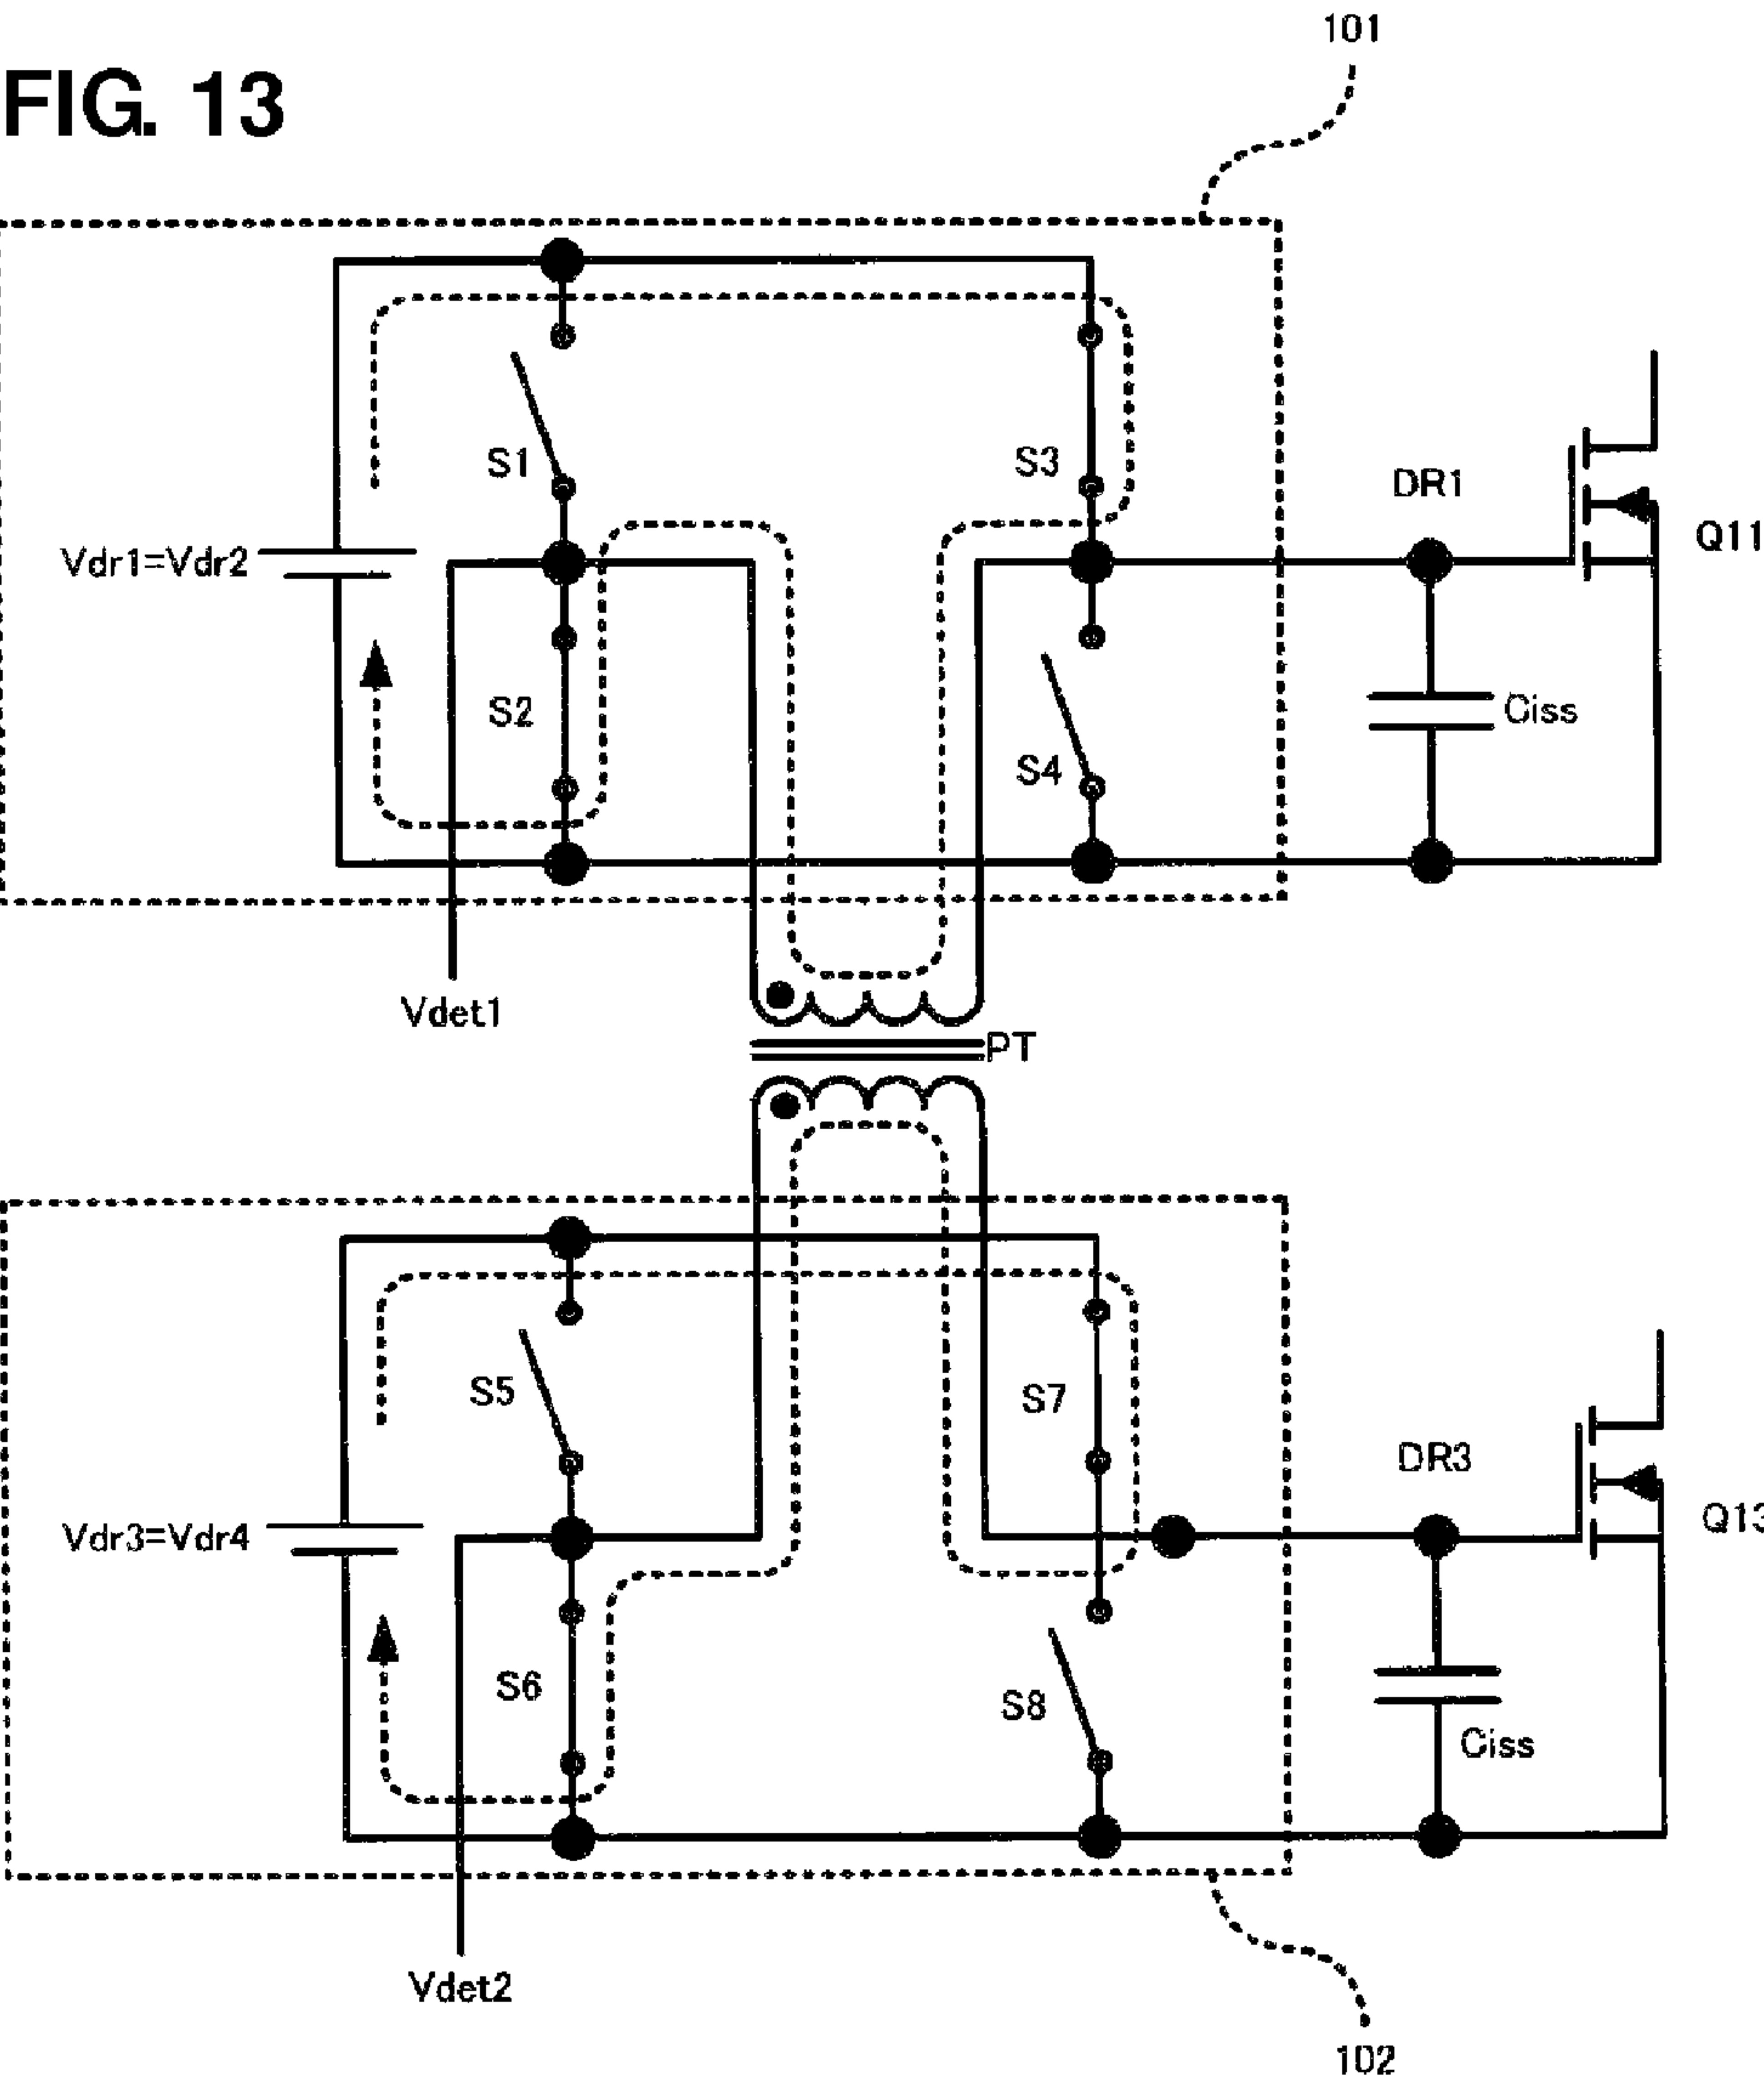 101
FIG. 13
S1
S3
DR1
Q11
Vdr1=Vdr2
S2
Ciss
S4
Vdet1
PT
S5
S7
DR3
Q13
Vdr3=Vdr4
S6
S8
Ciss
Vdet2
102